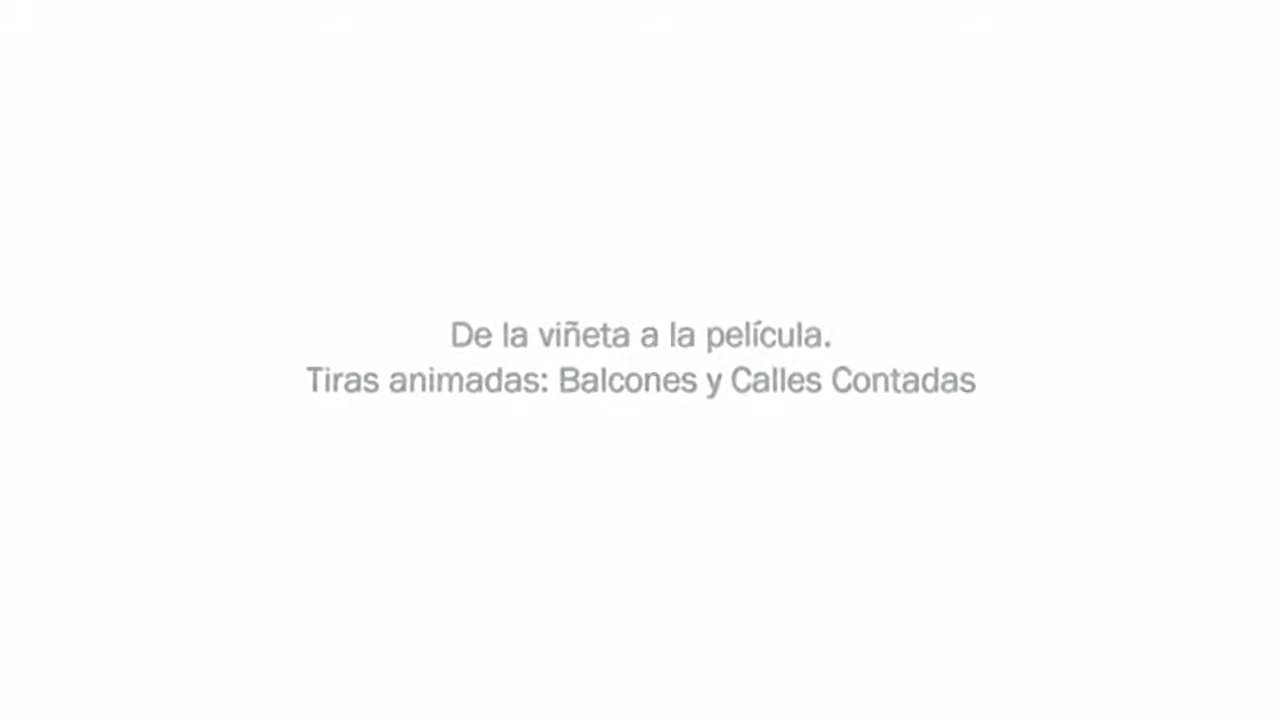 De la viñeta a la película.
Tiras animadas: Balcones y Calles Contadas